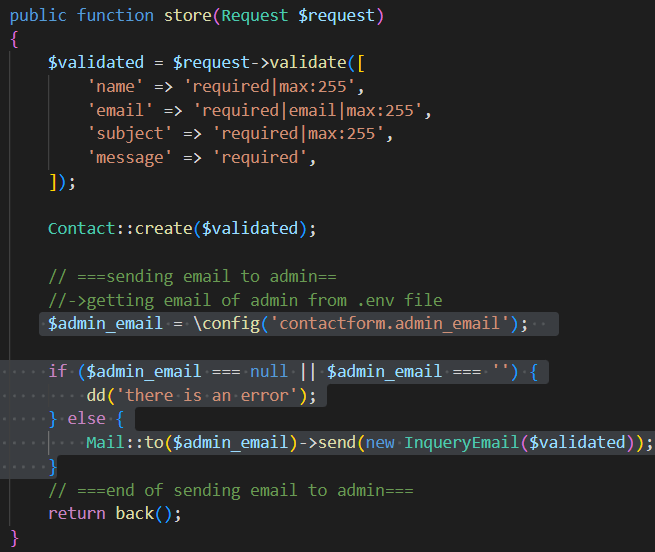 public function store(Request $request)
{
    $validated = $request->validate([
        'name' => 'required|max:255',
        'email' => 'required|email|max:255',
        'subject' => 'required|max:255',
        'message' => 'required',
    ]);
    Contact::create($validated);
    // ===sending email to admin==
    //->getting email of admin from .env file
    $admin_email = \config('contactform.admin_email');
    if ($admin_email === null || $admin_email === '') {
        dd('there is an error');
    } else {
        Mail::to($admin_email)->send(new InqueryEmail($validated));
    }
    // ===end of sending email to admin===
    return back();
}